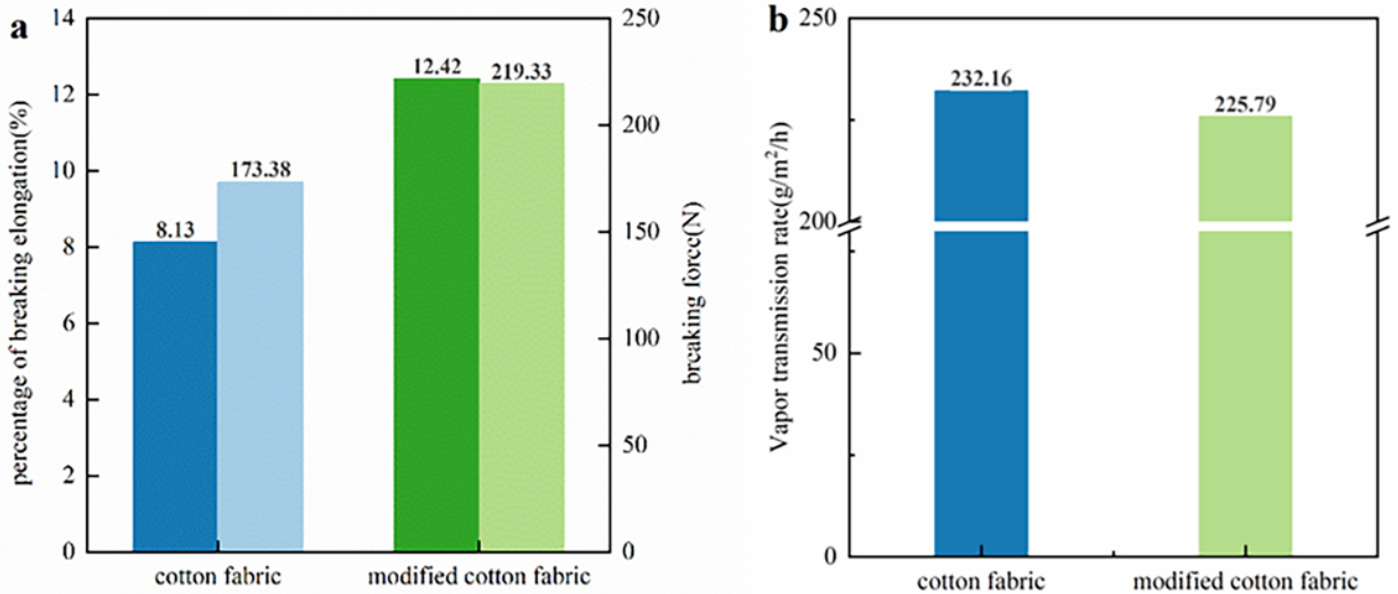 a
14
12
10
8
6
4
2
0
percentage of breaking elongation(%)
8.13
173.38
12.42
219.33
250
200
150
100
50
0
breaking force(N)
cotton fabric
modified cotton fabric
b
250
200
50
0
Vapor transmission rate(g/m²/h)
232.16
225.79
cotton fabric
modified cotton fabric